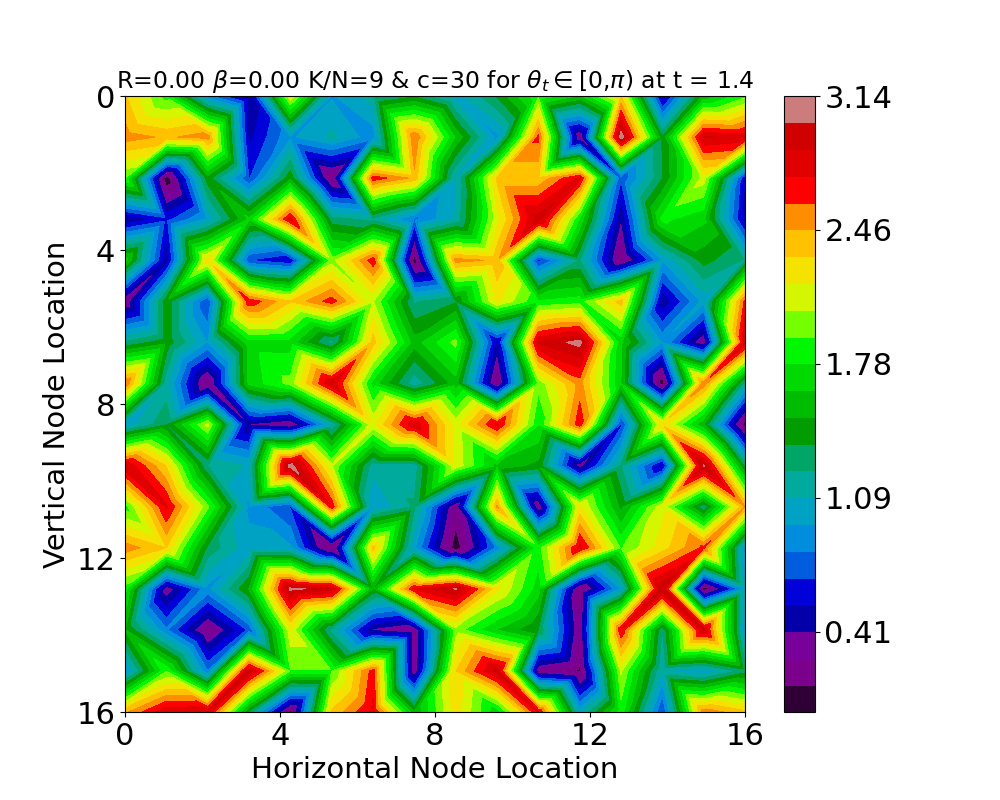 R=0.00 β=0.00 K/N=9 & c=30 for θₜ∈[0,π) at t = 1.4
Vertical Node Location
0
4
8
12
16
0 4 8 12 16
Horizontal Node Location
3.14
2.46
1.78
1.09
0.41